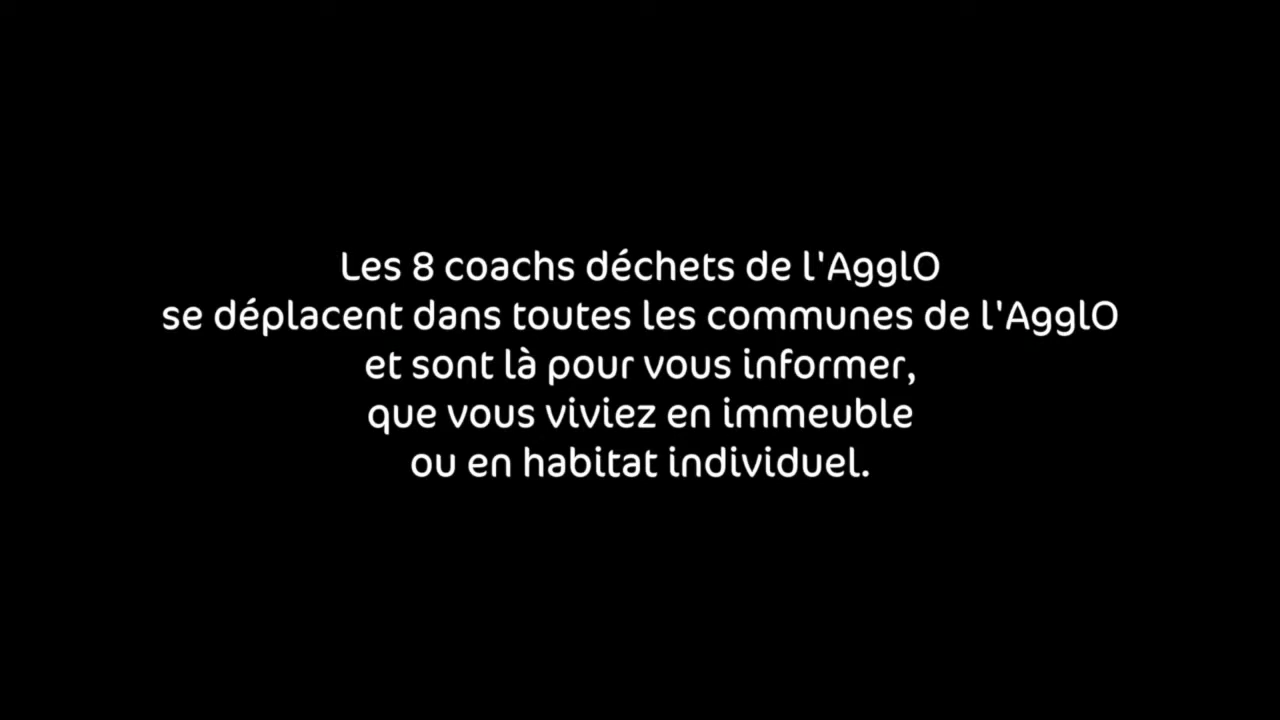 Les 8 coachs déchets de l'AgglO
se déplacent dans toutes les communes de l'AgglO
et sont là pour vous informer,
que vous viviez en immeuble
ou en habitat individuel.